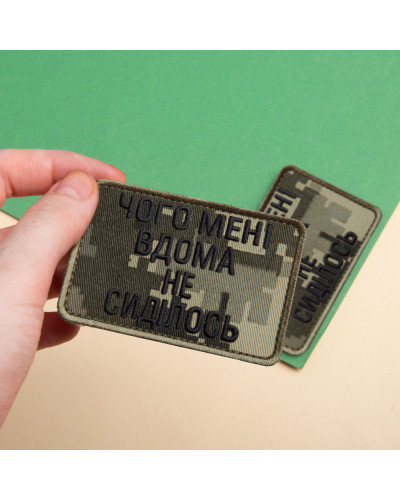 ЧОГО МЕНІ
ВДОМА
НЕ
СИДІЛОСЬ
МЕНІ
НЕ
СИДІЛОСЬ